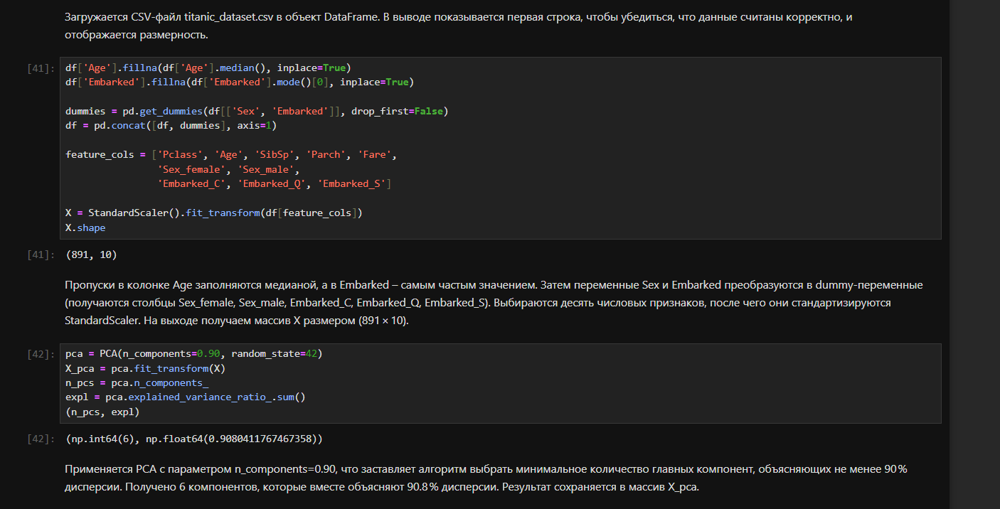 Загружается CSV-файл titanic_dataset.csv в объект DataFrame. В выводе показывается первая строка, чтобы убедиться, что данные считаны корректно, и
отображается размерность.
[41]: df['Age'].fillna(df['Age'].median(), inplace=True)
df['Embarked'].fillna(df['Embarked'].mode()[0], inplace=True)
dummies = pd.get_dummies(df[['Sex', 'Embarked']], drop_first=False)
df = pd.concat([df, dummies], axis=1)
feature_cols = ['Pclass', 'Age', 'SibSp', 'Parch', 'Fare',
'Sex_female', 'Sex_male',
'Embarked_C', 'Embarked_Q', 'Embarked_S']
X = StandardScaler().fit_transform(df[feature_cols])
X.shape
[41]: (891, 10)
Пропуски в колонке Age заполняются медианой, а в Embarked – самым частым значением. Затем переменные Sex и Embarked преобразуются в dummy-переменные
(получаются столбцы Sex_female, Sex_male, Embarked_C, Embarked_Q, Embarked_S). Выбираются десять числовых признаков, после чего они стандартизируются
StandardScaler. На выходе получаем массив X размером (891 × 10).
[42]: pca = PCA(n_components=0.90, random_state=42)
X_pca = pca.fit_transform(X)
n_pcs = pca.n_components_
expl = pca.explained_variance_ratio_.sum()
(n_pcs, expl)
[42]: (np.int64(6), np.float64(0.9080411767467358))
Применяется PCA с параметром n_components=0.90, что заставляет алгоритм выбрать минимальное количество главных компонент, объясняющих не менее 90 %
дисперсии. Получено 6 компонентов, которые вместе объясняют 90.8 % дисперсии. Результат сохраняется в массив X_pca.